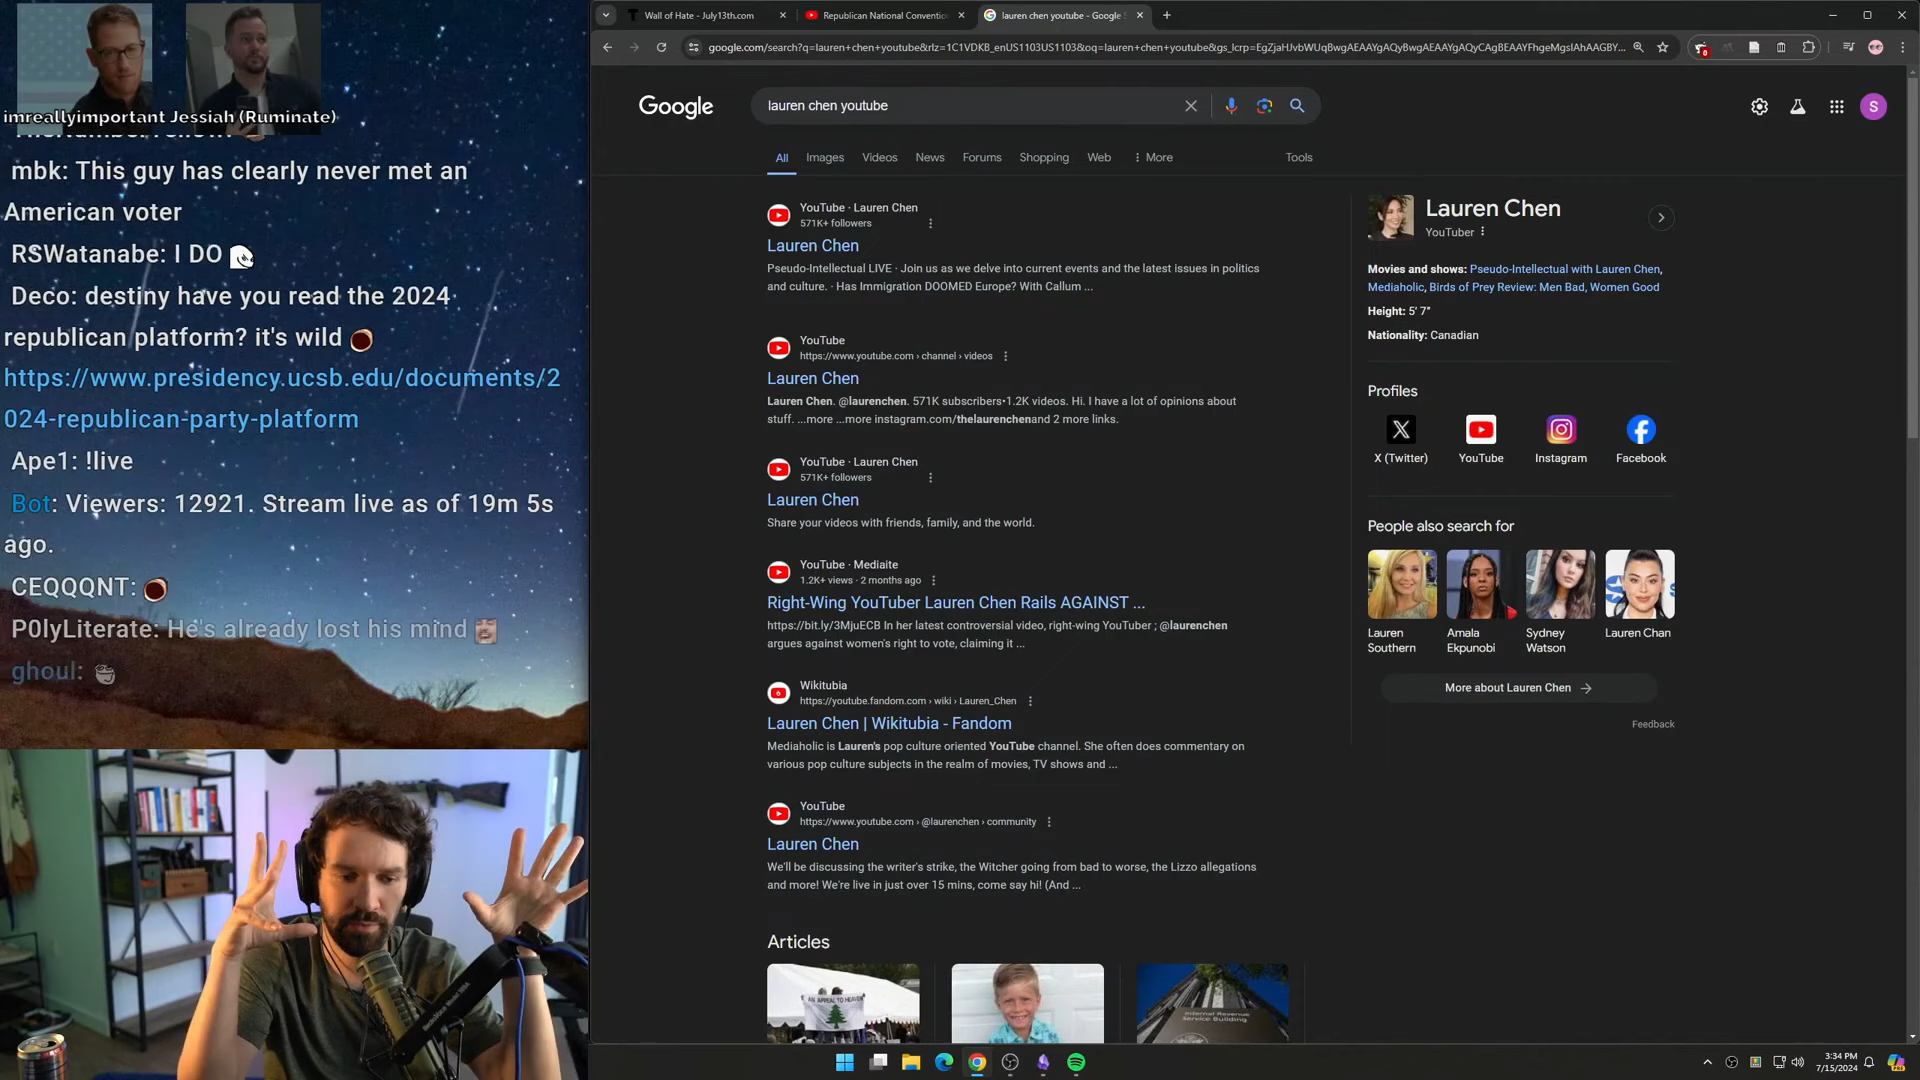 Wall of Hate - July13th.com
Republican National Conventio
lauren chen youtube - Google S
google.com/search?q=lauren+chen+youtube&rlz=1C1VDKB_enUS1103US1103&oq=lauren+chen+youtube&gs_lcrp=EgZjaHJvbWUqBwgAEAAYgAQyBwgAEAAYgAQyCAgBEAAYFhgeMgsIAhAAGBY...
imreallyimportant Jessiah (Ruminate)
mbk: This guy has clearly never met an
American voter
RSWatanabe: I DO
Deco: destiny have you read the 2024
republican platform? it's wild
https://www.presidency.ucsb.edu/documents/2
024-republican-party-platform
Ape1: !live
Bot: Viewers: 12921. Stream live as of 19m 5s
ago.
CEQQQNT:
P0lyLiterate: He's already lost his mind
ghoul:
Google
lauren chen youtube
S
All
Images
Videos
News
Forums
Shopping
Web
More
Tools
YouTube · Lauren Chen
571K+ followers
Lauren Chen
Pseudo-Intellectual LIVE · Join us as we delve into current events and the latest issues in politics
and culture. · Has Immigration DOOMED Europe? With Callum ...
YouTube
https://www.youtube.com › channel › videos
Lauren Chen
Lauren Chen. @laurenchen. 571K subscribers•1.2K videos. Hi. I have a lot of opinions about
stuff. ...more ...more instagram.com/thelaurenchenand 2 more links.
YouTube · Lauren Chen
571K+ followers
Lauren Chen
Share your videos with friends, family, and the world.
YouTube · Mediaite
1.2K+ views · 2 months ago
Right-Wing YouTuber Lauren Chen Rails AGAINST ...
https://bit.ly/3MjuECB In her latest controversial video, right-wing YouTuber ; @laurenchen
argues against women's right to vote, claiming it ...
Wikitubia
https://youtube.fandom.com › wiki › Lauren_Chen
Lauren Chen | Wikitubia - Fandom
Mediaholic is Lauren's pop culture oriented YouTube channel. She often does commentary on
various pop culture subjects in the realm of movies, TV shows and ...
YouTube
https://www.youtube.com › @laurenchen › community
Lauren Chen
We'll be discussing the writer's strike, the Witcher going from bad to worse, the Lizzo allegations
and more! We're live in just over 15 mins, come say hi! (And ...
Articles
AN APPEAL TO HEAVEN
Internal Revenue
Service Building
Lauren Chen
YouTuber
Movies and shows: Pseudo-Intellectual with Lauren Chen,
Mediaholic, Birds of Prey Review: Men Bad, Women Good
Height: 5' 7"
Nationality: Canadian
Profiles
X (Twitter)
YouTube
Instagram
Facebook
People also search for
Lauren
Southern
Amala
Ekpunobi
Sydney
Watson
Lauren Chan
More about Lauren Chen
Feedback
3:34 PM
7/15/2024